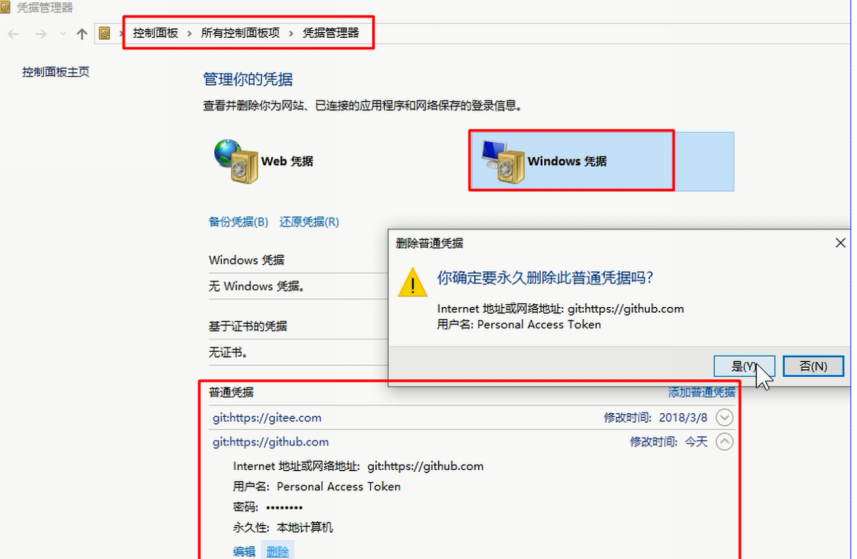 凭据管理器
控制面板 › 所有控制面板项 › 凭据管理器
控制面板主页
管理你的凭据
查看并删除你为网站、已连接的应用程序和网络保存的登录信息。
Web 凭据
Windows 凭据
备份凭据(B) 还原凭据(R)
Windows 凭据
无 Windows 凭据。
基于证书的凭据
无证书。
删除普通凭据
你确定要永久删除此普通凭据吗?
Internet 地址或网络地址: git:https://github.com
用户名: Personal Access Token
是(Y) 否(N)
普通凭据 添加普通凭据
git:https://gitee.com 修改时间: 2018/3/8
git:https://github.com 修改时间: 今天
Internet 地址或网络地址: git:https://github.com
用户名: Personal Access Token
密码: ••••••••
永久性: 本地计算机
编辑 删除